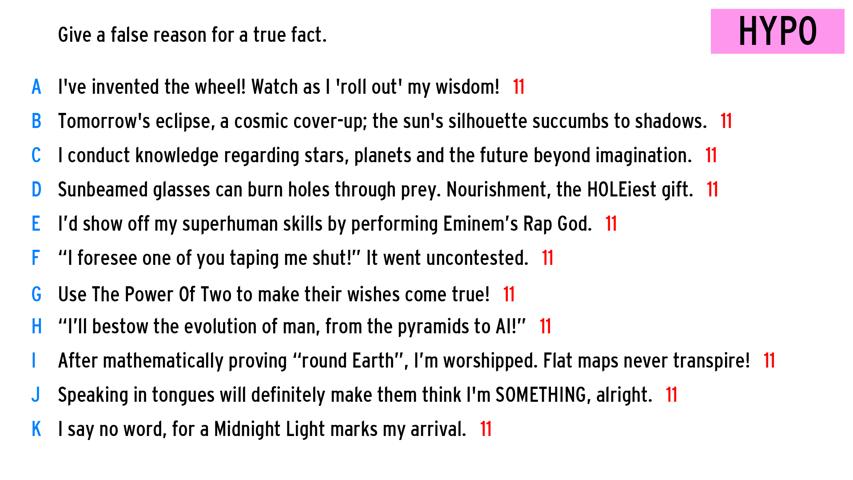 HYPO
Give a false reason for a true fact.
A I've invented the wheel! Watch as I 'roll out' my wisdom! 11
B Tomorrow's eclipse, a cosmic cover-up; the sun's silhouette succumbs to shadows. 11
C I conduct knowledge regarding stars, planets and the future beyond imagination. 11
D Sunbeamed glasses can burn holes through prey. Nourishment, the HOLEiest gift. 11
E I’d show off my superhuman skills by performing Eminem’s Rap God. 11
F “I foresee one of you taping me shut!” It went uncontested. 11
G Use The Power Of Two to make their wishes come true! 11
H “I’ll bestow the evolution of man, from the pyramids to AI!” 11
I After mathematically proving “round Earth”, I’m worshipped. Flat maps never transpire! 11
J Speaking in tongues will definitely make them think I'm SOMETHING, alright. 11
K I say no word, for a Midnight Light marks my arrival. 11